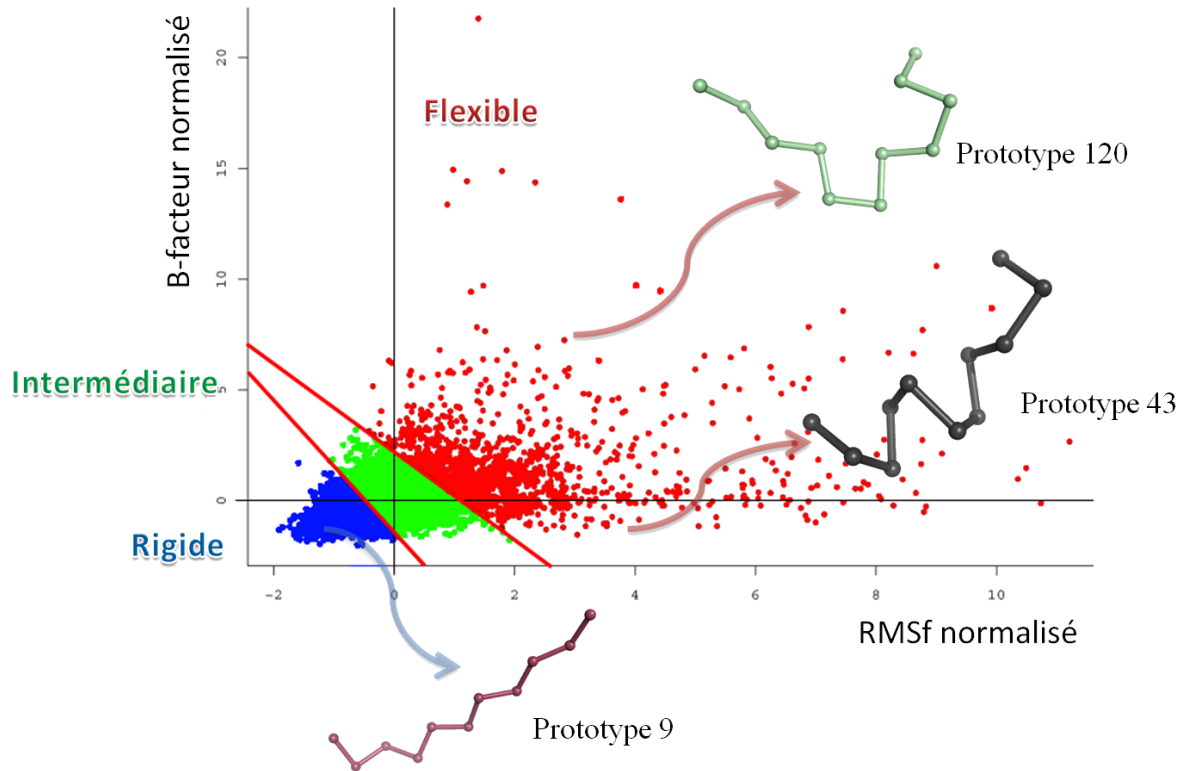 B-facteur normalisé
20
15
10
5
0
Flexible
Intermédiaire
Rigide
Prototype 120
Prototype 43
-2
0
2
4
6
8
10
RMSf normalisé
Prototype 9